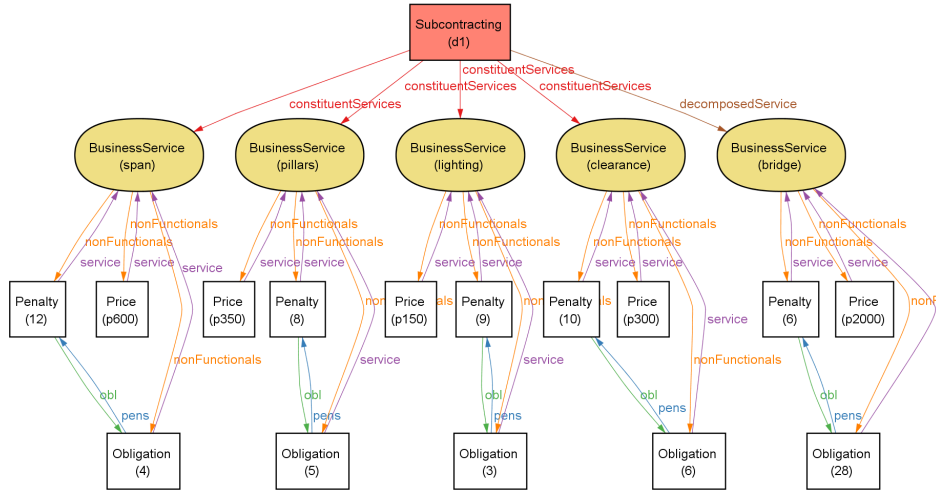 Subcontracting
(d1)
constituentServices
constituentServices
constituentServices
constituentServices
decomposedService
BusinessService
(span)
BusinessService
(pillars)
BusinessService
(lighting)
BusinessService
(clearance)
BusinessService
(bridge)
nonFunctionals
nonFunctionals
nonFunctionals
nonFunctionals
nonFunctionals
nonFunctionals
nonFunctionals
nonFunctionals
nonFunctionals
nonFunctionals
service
service
service
service
service
service
service
service
service
service
service
Penalty
(12)
Price
(p600)
Price
(p350)
Penalty
(8)
Price
(p150)
Penalty
(9)
Penalty
(10)
Price
(p300)
Penalty
(6)
Price
(p2000)
service
service
nonFunctionals
nonFunctionals
obl
obl
obl
obl
obl
pens
pens
pens
pens
pens
Obligation
(4)
Obligation
(5)
Obligation
(3)
Obligation
(6)
Obligation
(28)